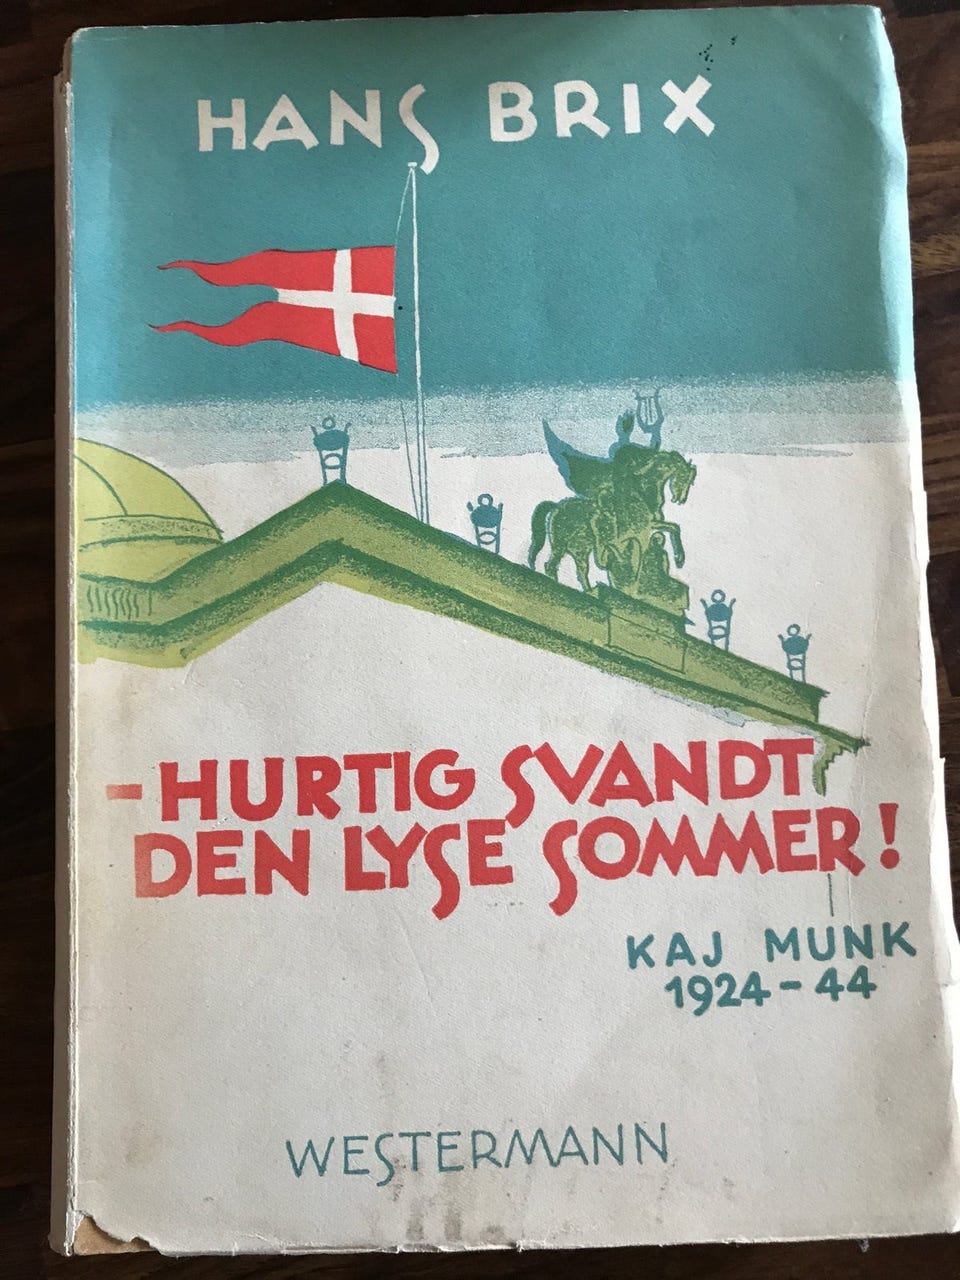 HANS BRIX
- HURTIG SVANDT
DEN LYSE SOMMER!
KAJ MUNK
1924-44
WESTERMANN